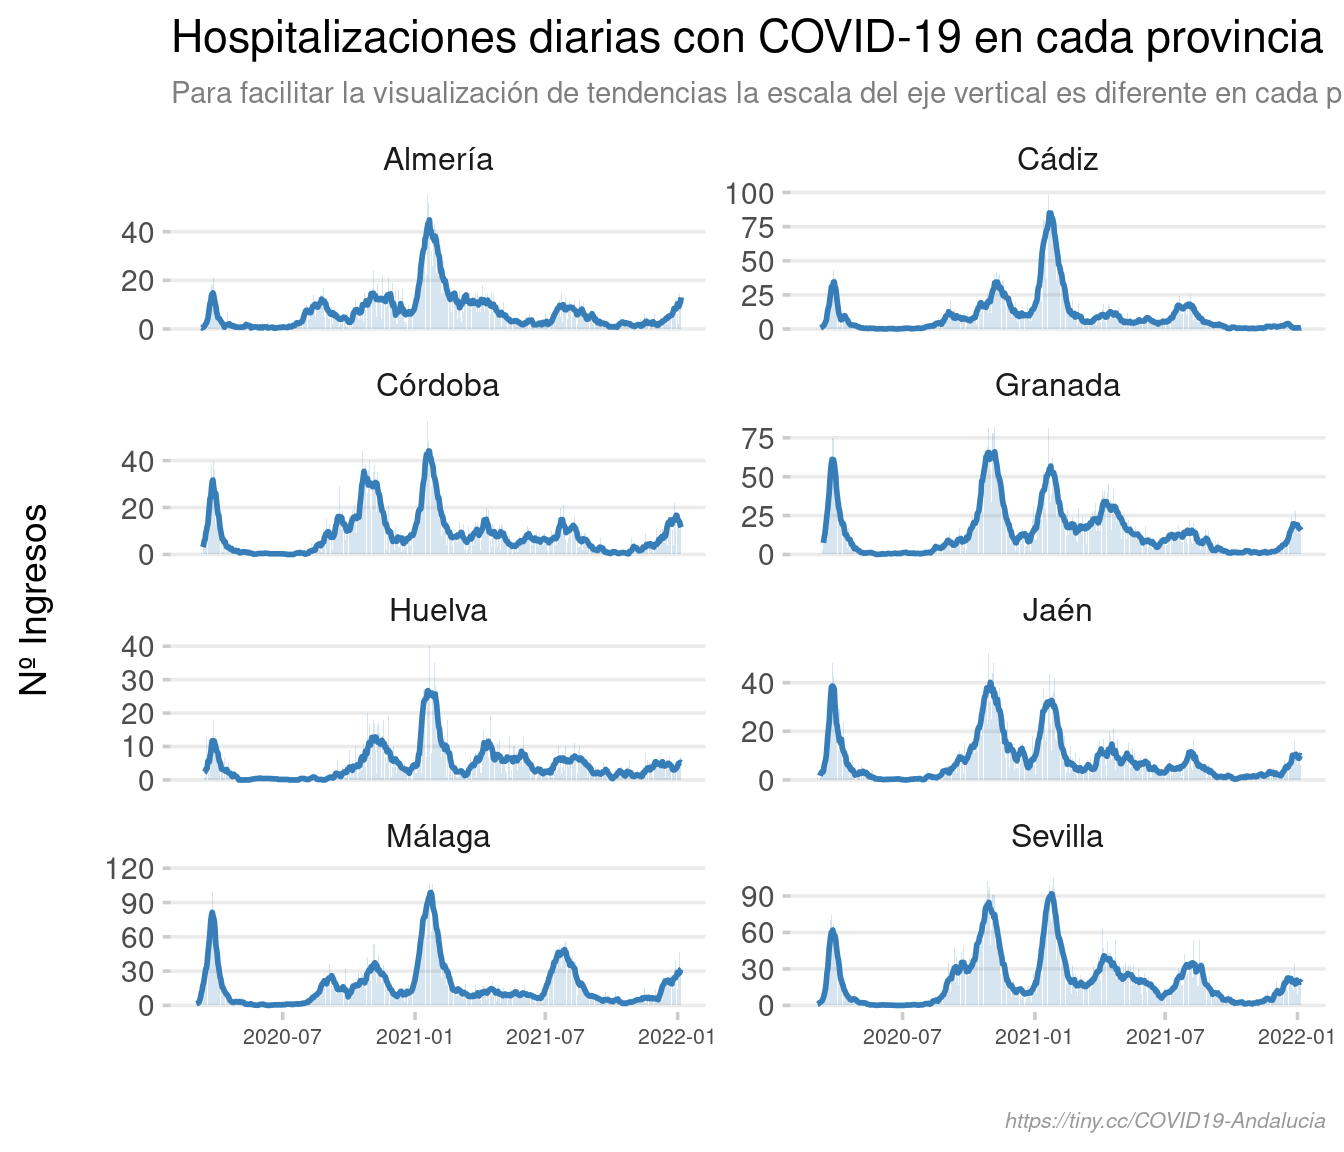 Hospitalizaciones diarias con COVID-19 en cada provincia
Para facilitar la visualización de tendencias la escala del eje vertical es diferente en cada p
Nº Ingresos
Almería
40
20
0
Cádiz
100
75
50
25
0
Córdoba
40
20
0
Granada
75
50
25
0
Huelva
40
30
20
10
0
Jaén
40
20
0
Málaga
120
90
60
30
0
2020-07 2021-01 2021-07 2022-01
Sevilla
90
60
30
0
2020-07 2021-01 2021-07 2022-01
https://tiny.cc/COVID19-Andalucia